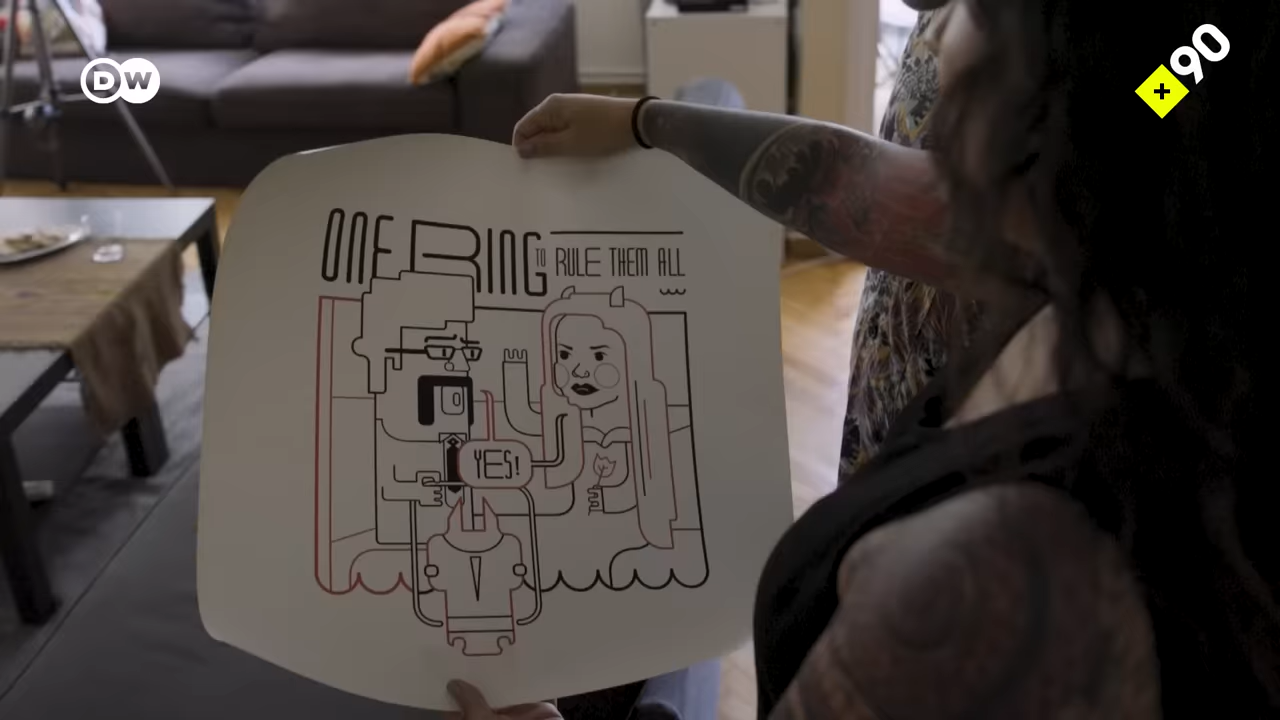 DW
+90
ONE RING TO RULE THEM ALL
YES!